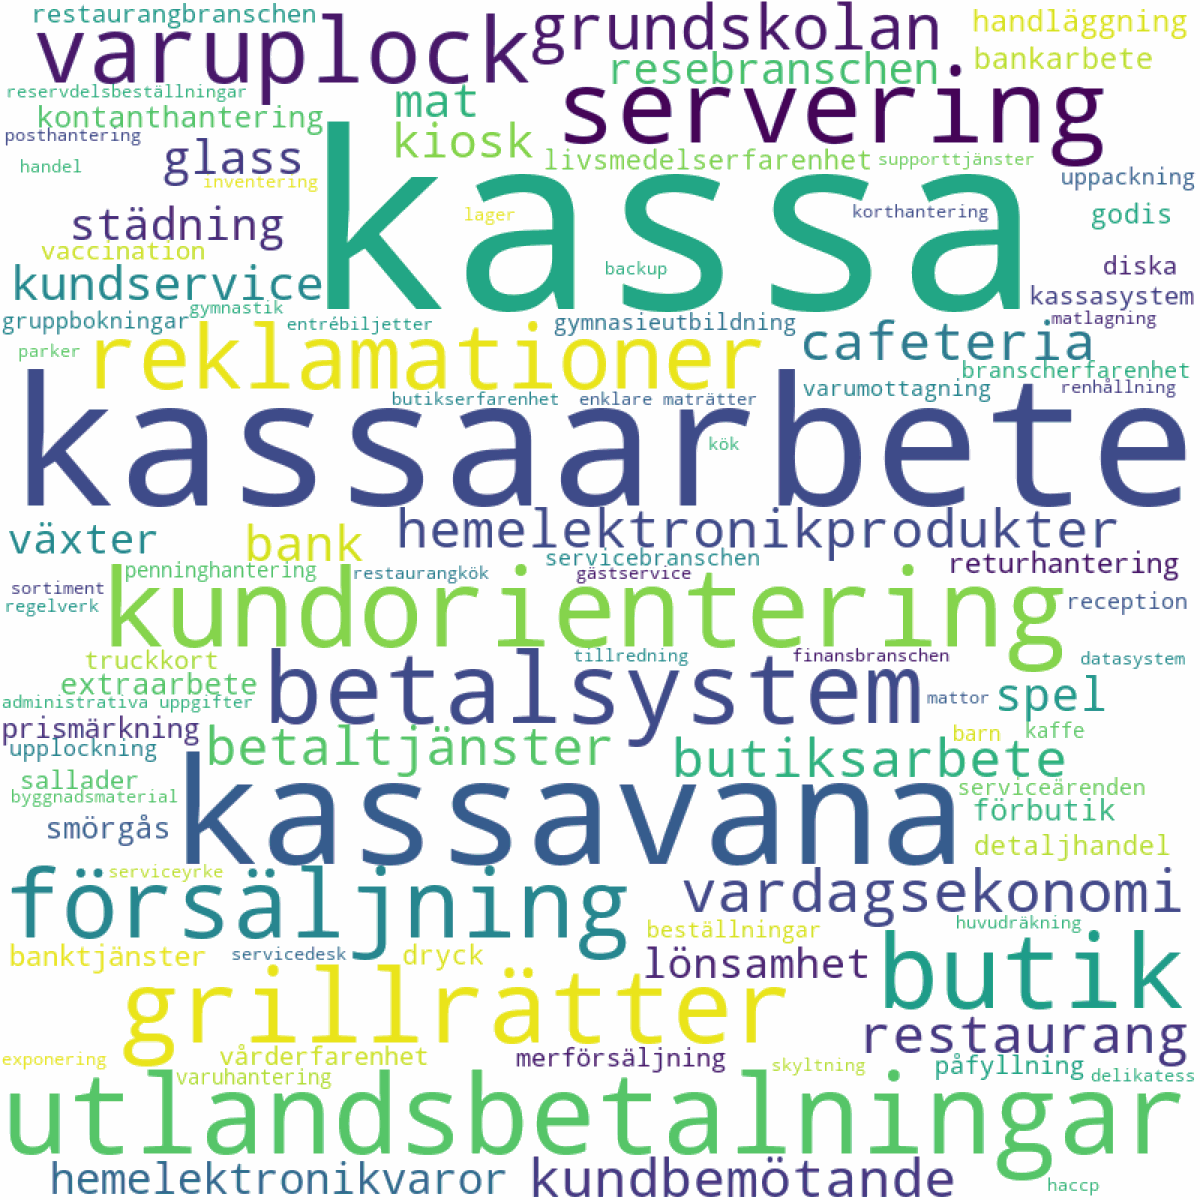 restaurangbranschen
varuplock
grundskolan
handläggning
bankarbete
resebranschen
reservdelsbeställningar
mat
servering
kontanthantering
posthantering
kiosk
glass
kassa
livsmedelserfarenhet
supporttjänster
handel
inventering
uppackning
lager
korthantering
godis
städning
vaccination
backup
diska
kundservice
kassasystem
gymnastik
gruppbokningar
entrébiljetter
gymnasieutbildning
matlagning
cafeteria
parker
reklamationer
branscherfarenhet
varumottagning
renhållning
butikserfarenhet
enklare maträtter
kassaarbete
kök
hemelektronikprodukter
växter
bank
servicebranschen
returhantering
penninghantering
restaurangkök
gästservice
sortiment
regelverk
kundorientering
reception
truckkort
tillredning
finansbranschen
datasystem
extraarbete
betalsystem
administrativa uppgifter
mattor
spel
prismärkning
barn
kaffe
upplockning
betaltjänster
butiksarbete
sallader
serviceärenden
byggnadsmaterial
kassavana
förbutik
smörgås
detaljhandel
serviceyrke
försäljning
vardagsekonomi
huvudräkning
beställningar
banktjänster
servicedesk
dryck
lönsamhet
butik
grillrätter
restaurang
exponering
vårderfarenhet
merförsäljning
skyltning
påfyllning
varuhantering
delikatess
utlandsbetalningar
hemelektronikvaror
kundbemötande
haccp